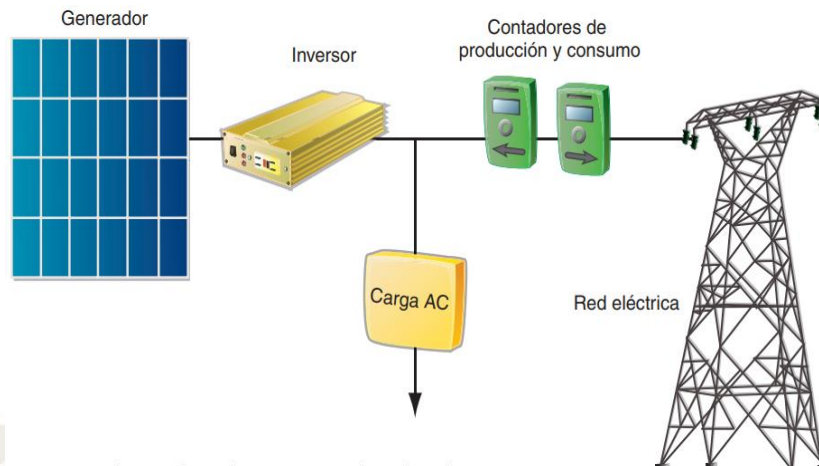 Generador
Inversor
Contadores de
producción y consumo
Carga AC
Red eléctrica